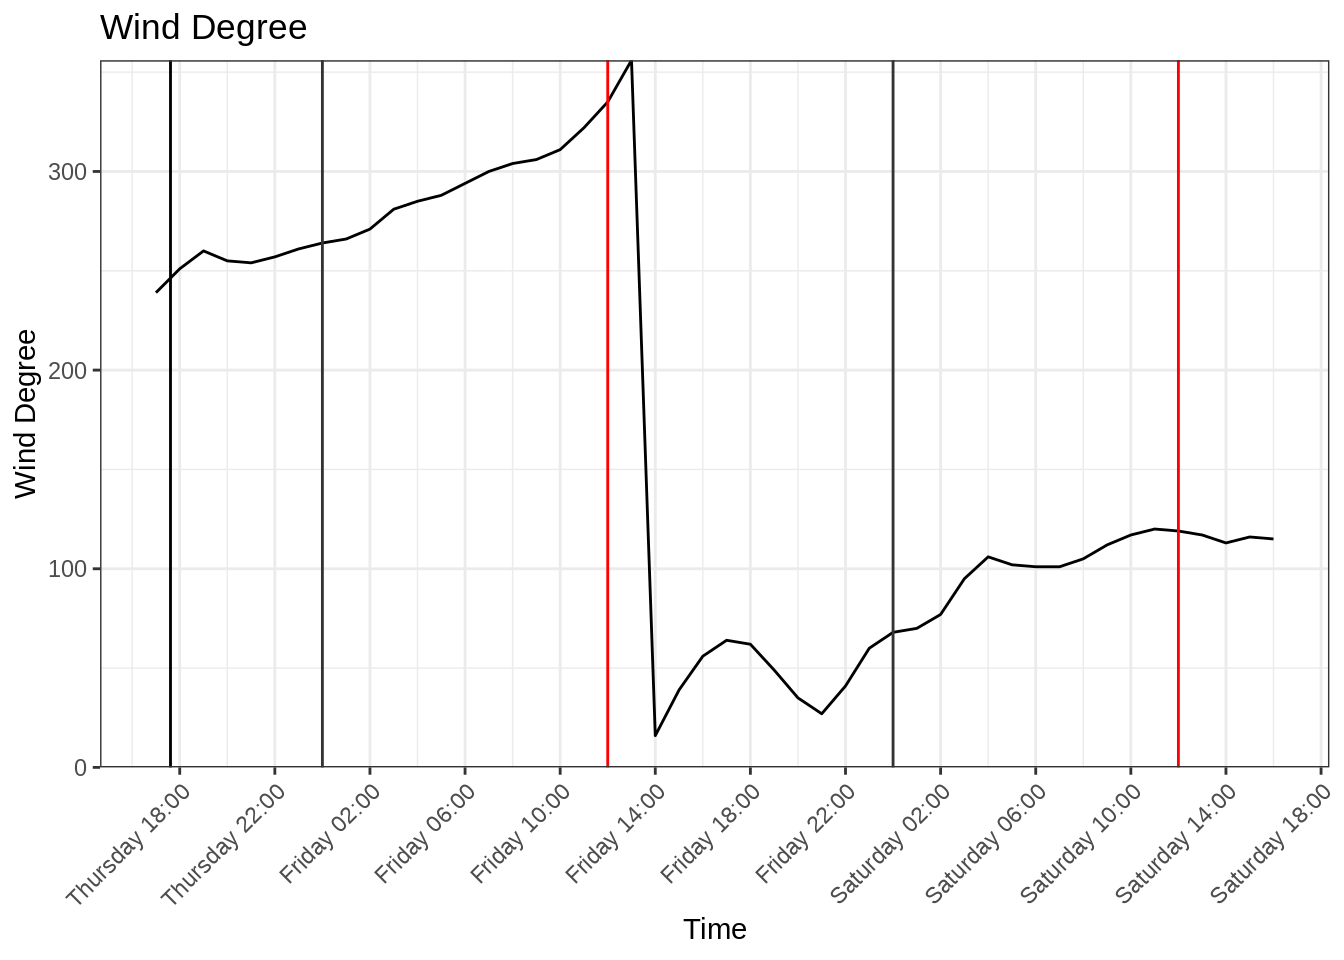 Wind Degree
Wind Degree
300
200
100
0
Thursday 18:00
Thursday 22:00
Friday 02:00
Friday 06:00
Friday 10:00
Friday 14:00
Friday 18:00
Friday 22:00
Saturday 02:00
Saturday 06:00
Saturday 10:00
Saturday 14:00
Saturday 18:00
Time